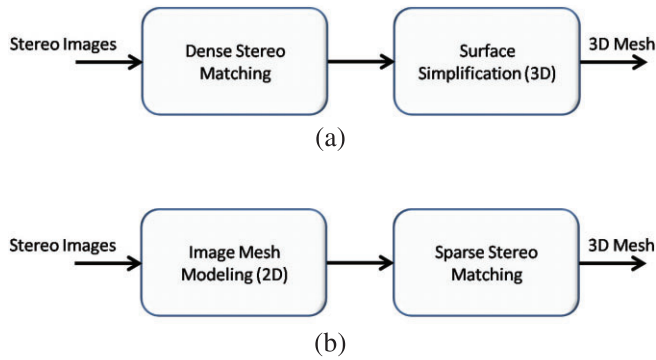 Stereo Images
Dense Stereo
Matching
Surface
Simplification (3D)
3D Mesh
(a)
Stereo Images
Image Mesh
Modeling (2D)
Sparse Stereo
Matching
3D Mesh
(b)